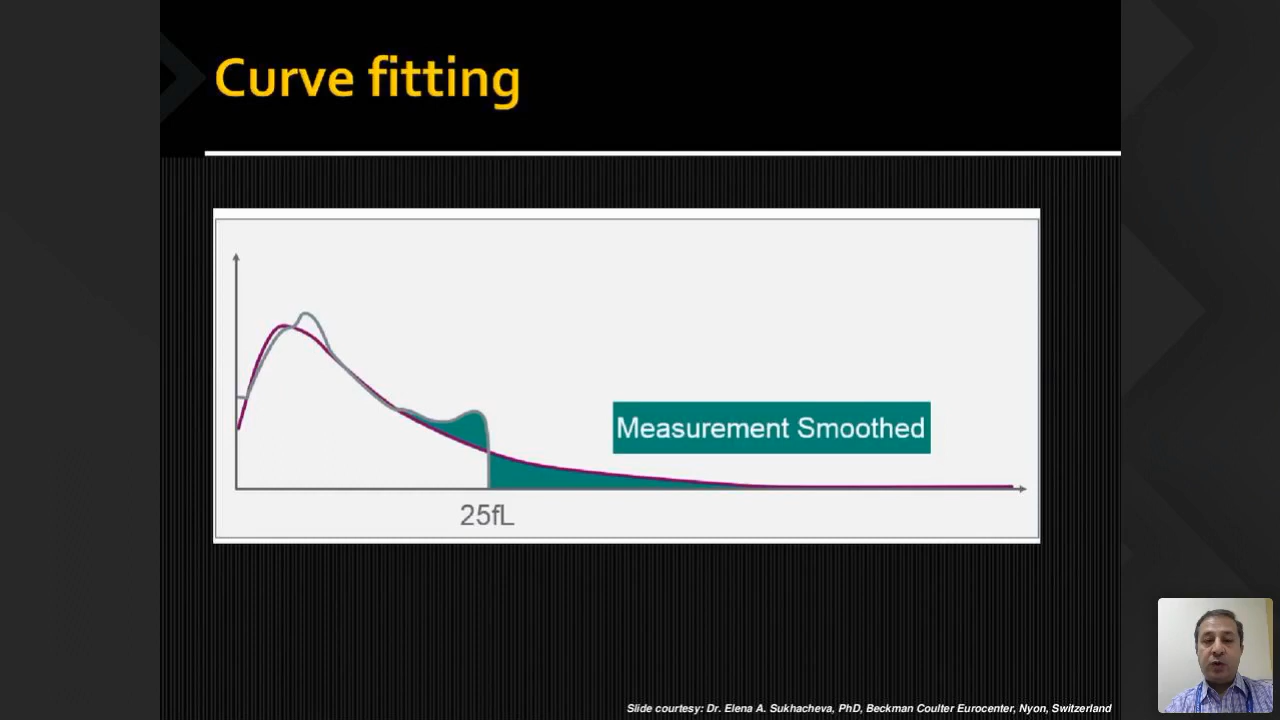 Curve fitting
Measurement Smoothed
25fL
Slide courtesy: Dr. Elena A. Sukhacheva, PhD, Beckman Coulter Eurocenter, Nyon, Switzerland